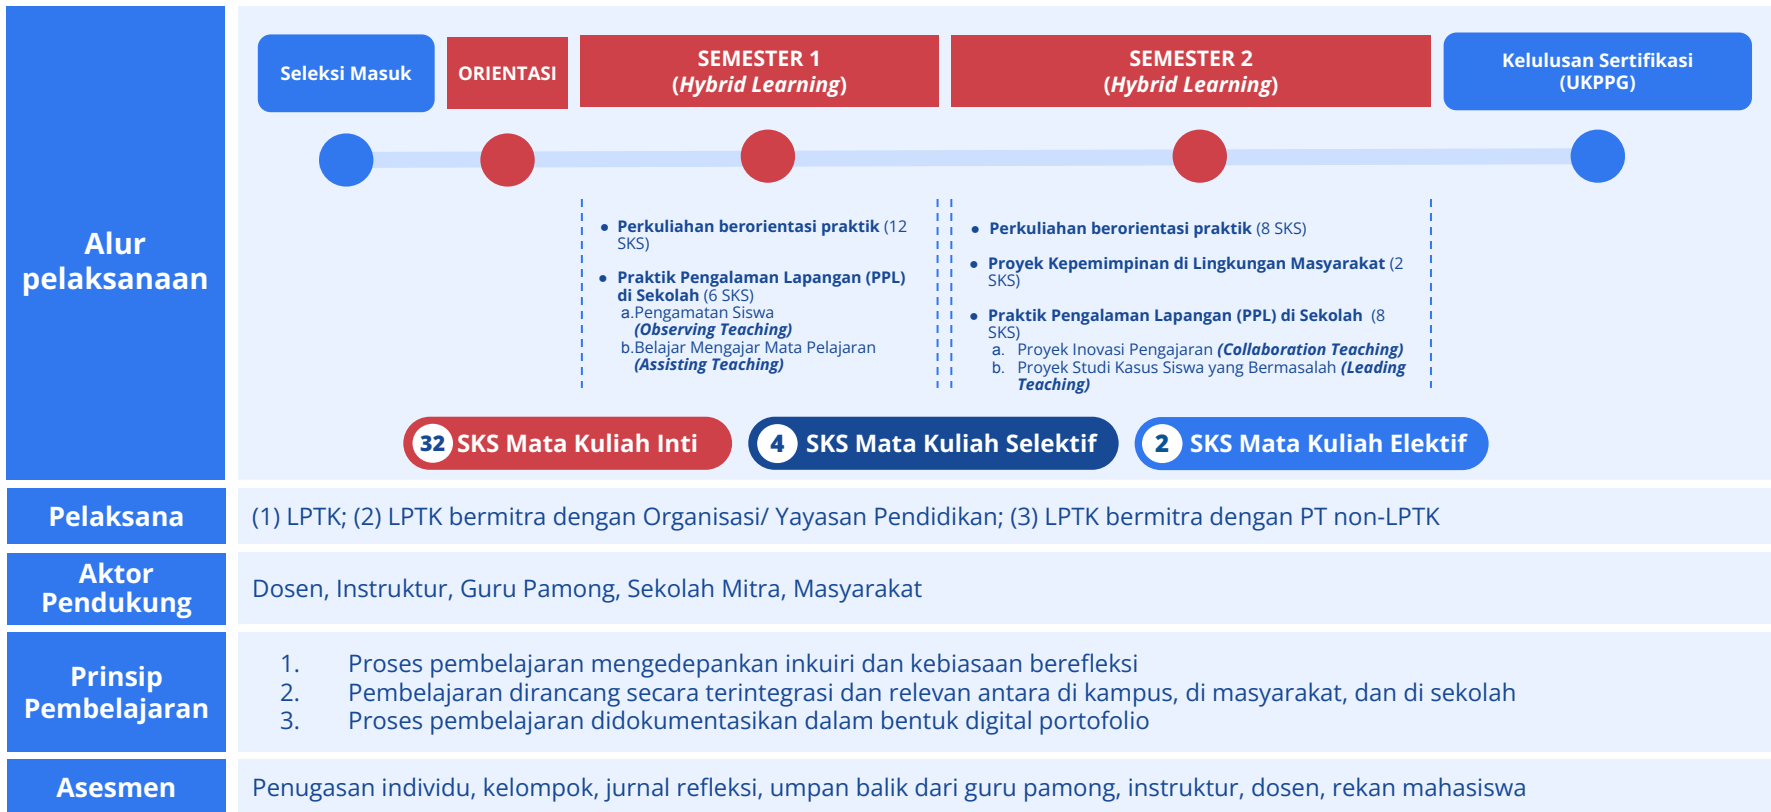 Alur
pelaksanaan
Seleksi Masuk
ORIENTASI
SEMESTER 1
(Hybrid Learning)
SEMESTER 2
(Hybrid Learning)
Kelulusan Sertifikasi
(UKPPG)
● Perkuliahan berorientasi praktik (12
SKS)
● Praktik Pengalaman Lapangan (PPL)
di Sekolah (6 SKS)
a.Pengamatan Siswa
(Observing Teaching)
b.Belajar Mengajar Mata Pelajaran
(Assisting Teaching)
● Perkuliahan berorientasi praktik (8 SKS)
● Proyek Kepemimpinan di Lingkungan Masyarakat (2
SKS)
● Praktik Pengalaman Lapangan (PPL) di Sekolah (8
SKS)
a. Proyek Inovasi Pengajaran (Collaboration Teaching)
b. Proyek Studi Kasus Siswa yang Bermasalah (Leading
Teaching)
32 SKS Mata Kuliah Inti
4 SKS Mata Kuliah Selektif
2 SKS Mata Kuliah Elektif
Pelaksana
(1) LPTK; (2) LPTK bermitra dengan Organisasi/ Yayasan Pendidikan; (3) LPTK bermitra dengan PT non-LPTK
Aktor
Pendukung
Dosen, Instruktur, Guru Pamong, Sekolah Mitra, Masyarakat
Prinsip
Pembelajaran
1. Proses pembelajaran mengedepankan inkuiri dan kebiasaan berefleksi
2. Pembelajaran dirancang secara terintegrasi dan relevan antara di kampus, di masyarakat, dan di sekolah
3. Proses pembelajaran didokumentasikan dalam bentuk digital portofolio
Asesmen
Penugasan individu, kelompok, jurnal refleksi, umpan balik dari guru pamong, instruktur, dosen, rekan mahasiswa